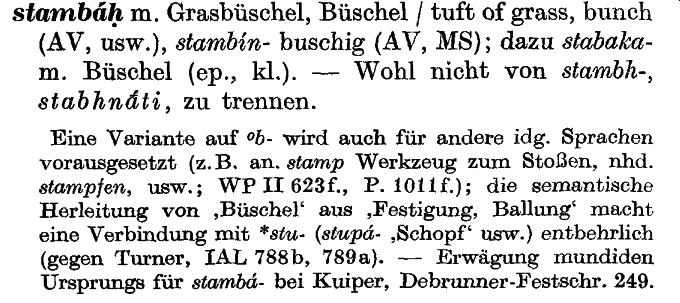 stambáḥ m. Grasbüschel, Büschel / tuft of grass, bunch
(AV, usw.), stambín- buschig (AV, MS); dazu stabaka-
m. Büschel (ep., kl.). — Wohl nicht von stambh-,
stabhnā́ti, zu trennen.
Eine Variante auf ºb- wird auch für andere idg. Sprachen
vorausgesetzt (z.B. an. stamp Werkzeug zum Stoßen, nhd.
stampfen, usw.; WP II 623f., P. 1011f.); die semantische
Herleitung von ‚Büschel‘ aus ‚Festigung, Ballung‘ macht
eine Verbindung mit *stu- (stupá- ‚Schopf‘ usw.) entbehrlich
(gegen Turner, IAL 788b, 789a). — Erwägung mundiden
Ursprungs für stambá- bei Kuiper, Debrunner-Festschr. 249.